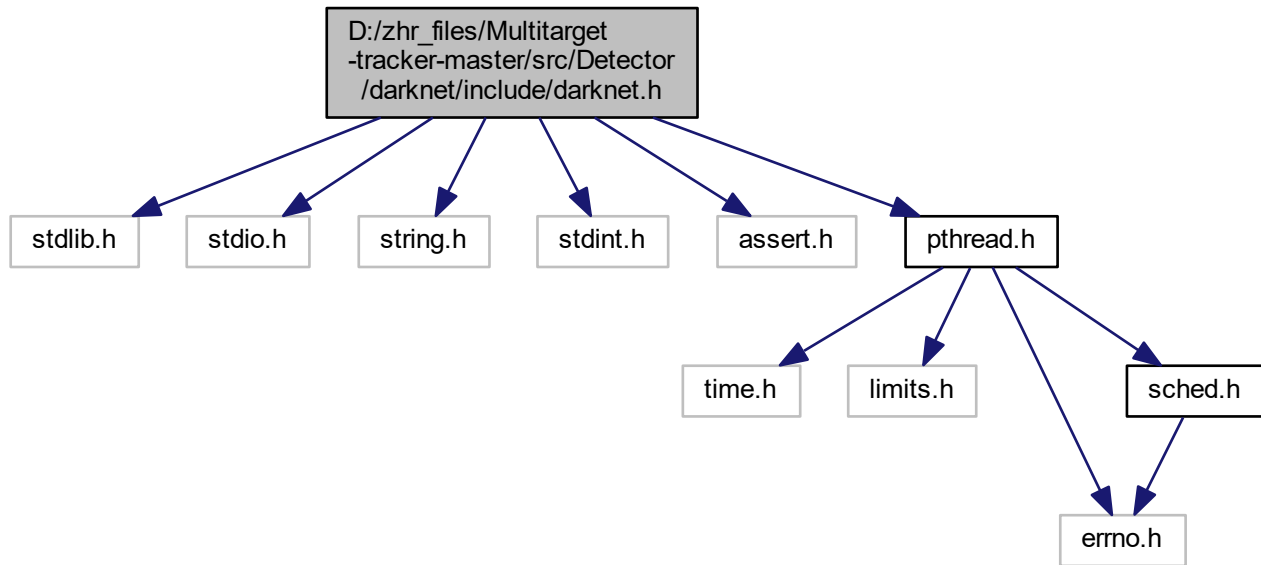 D:/zhr_files/Multitarget
-tracker-master/src/Detector
/darknet/include/darknet.h
stdlib.h
stdio.h
string.h
stdint.h
assert.h
pthread.h
time.h
limits.h
sched.h
errno.h